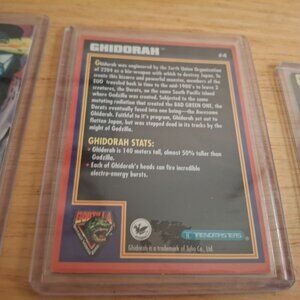 GHIDORAH
#4
Ghidorah was engineered by the Earth Union Organization
of 2204 as a bio-weapon with which to destroy Japan. To
create this bizarre and powerful monster, members of the
EUO traveled back in time to the mid-1900's to leave 3
creatures, the Dorats, on the same South Pacific island
where Godzilla was created. Subjected to the same
mutating radiation that created the BAD GREEN ONE, the
Dorats eventually fused into one being—the Awesome
Ghidorah. Faithful to it's program, Ghidorah set out to
flatten Japan, but was stopped dead in its tracks by the
might of Godzilla.
GHIDORAH STATS:
• Ghidorah is 140 meters tall, almost 50% taller than
Godzilla.
• Each of Ghidorah's heads can fire incredible
electro-energy bursts.
GODZILLA
TRENDMASTERS
Ghidorah is a trademark of Toho Co., Ltd.